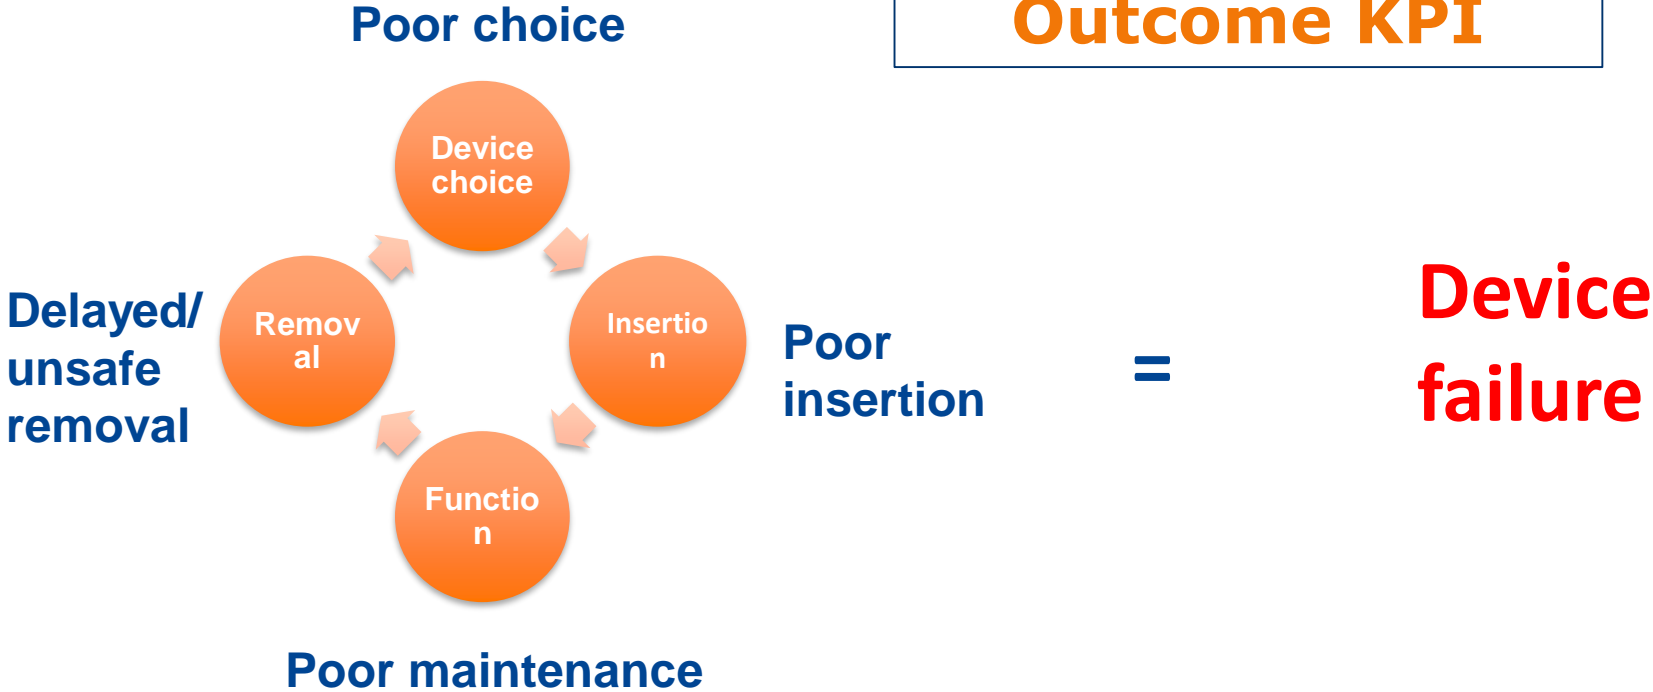 Poor choice
Outcome KPI
Device
choice
Delayed/
unsafe
removal
Remov
al
Insertio
n
Poor
insertion
=
Device
failure
Functio
n
Poor maintenance